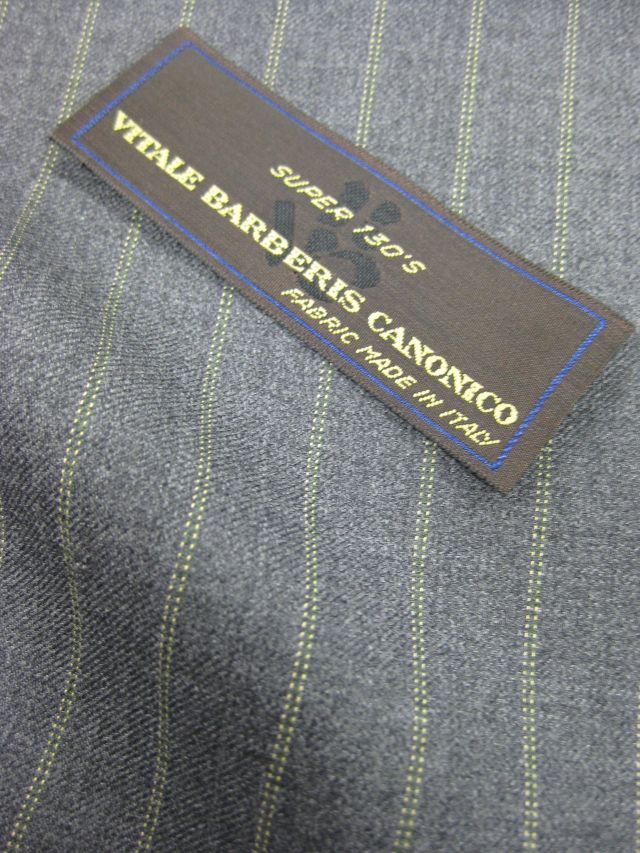 SUPER 130'S
VITALE BARBERIS CANONICO
FABRIC MADE IN ITALY